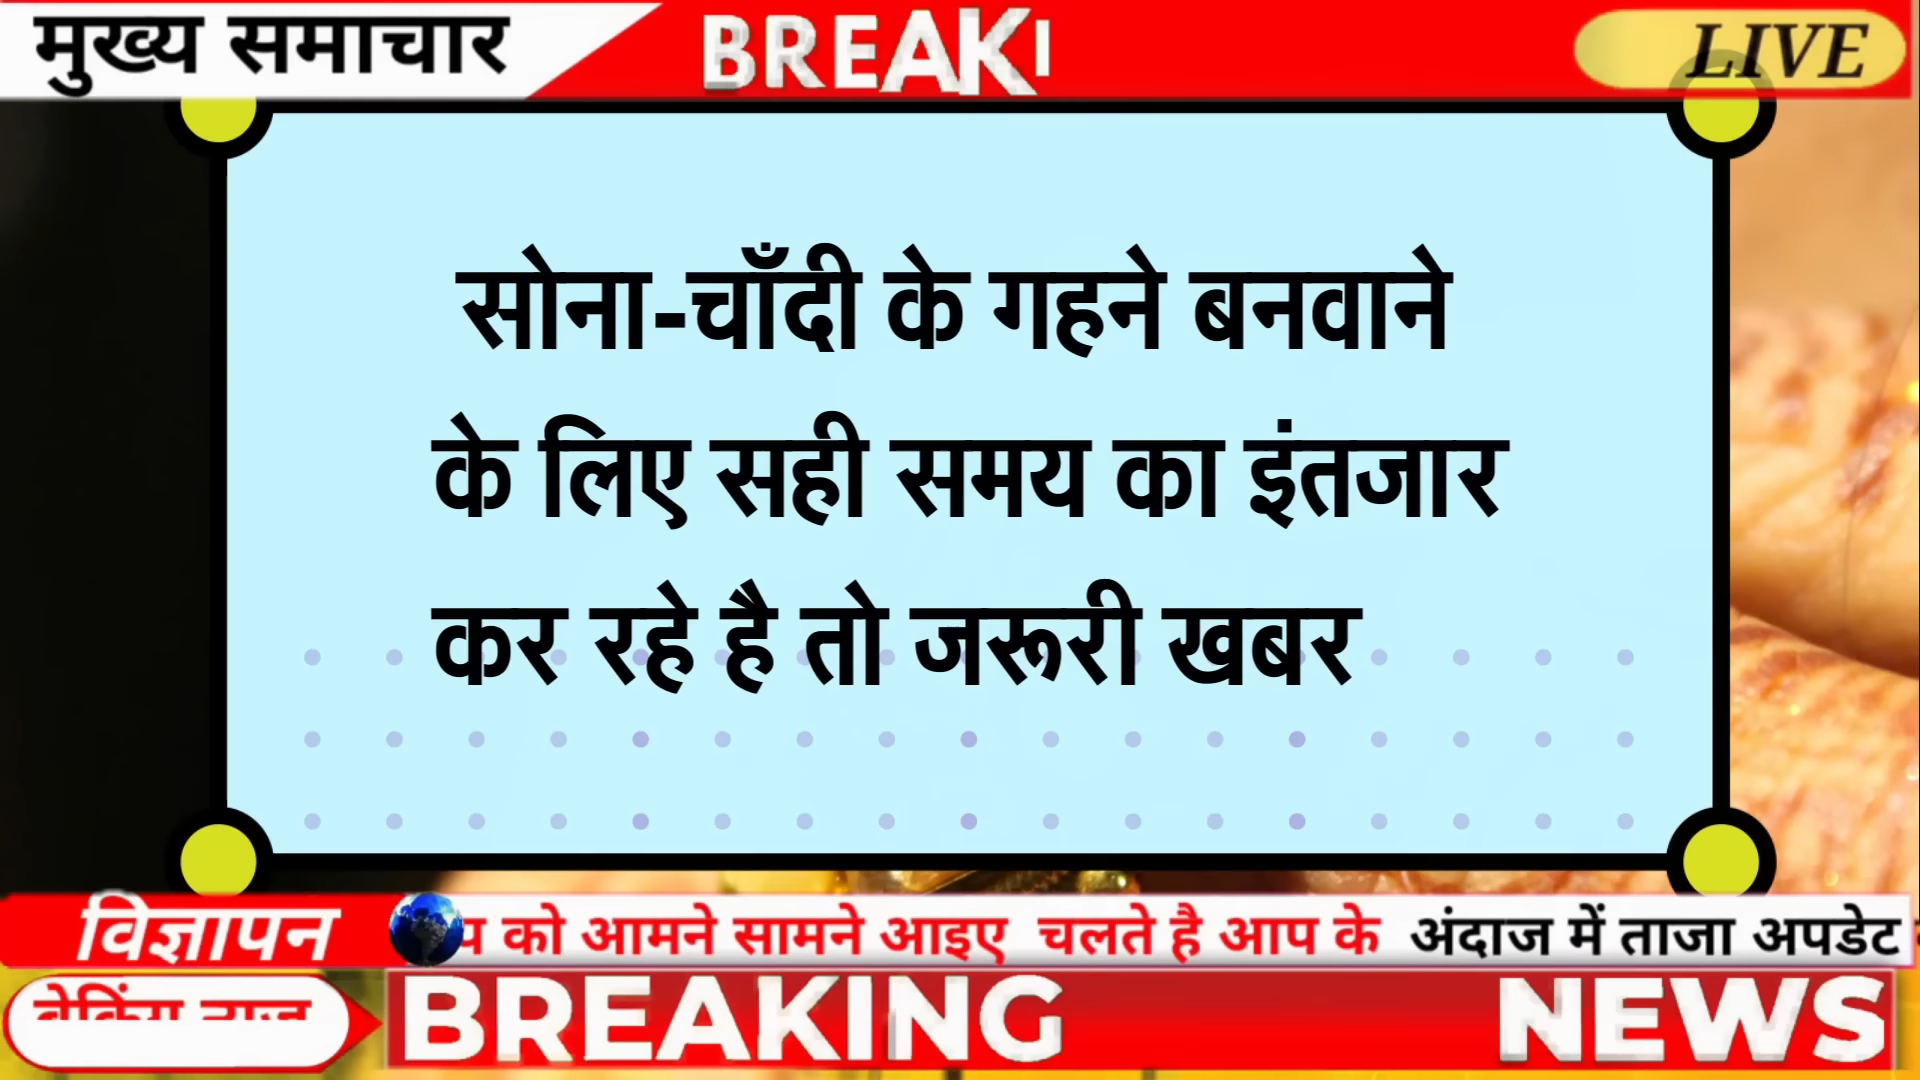 मुख्य समाचार
BREAK
LIVE
सोना-चाँदी के गहने बनवाने
के लिए सही समय का इंतजार
कर रहे है तो जरूरी खबर
विज्ञापन
को आमने सामने आइए चलते है आप के अंदाज में ताजा अपडेट
BREAKING NEWS